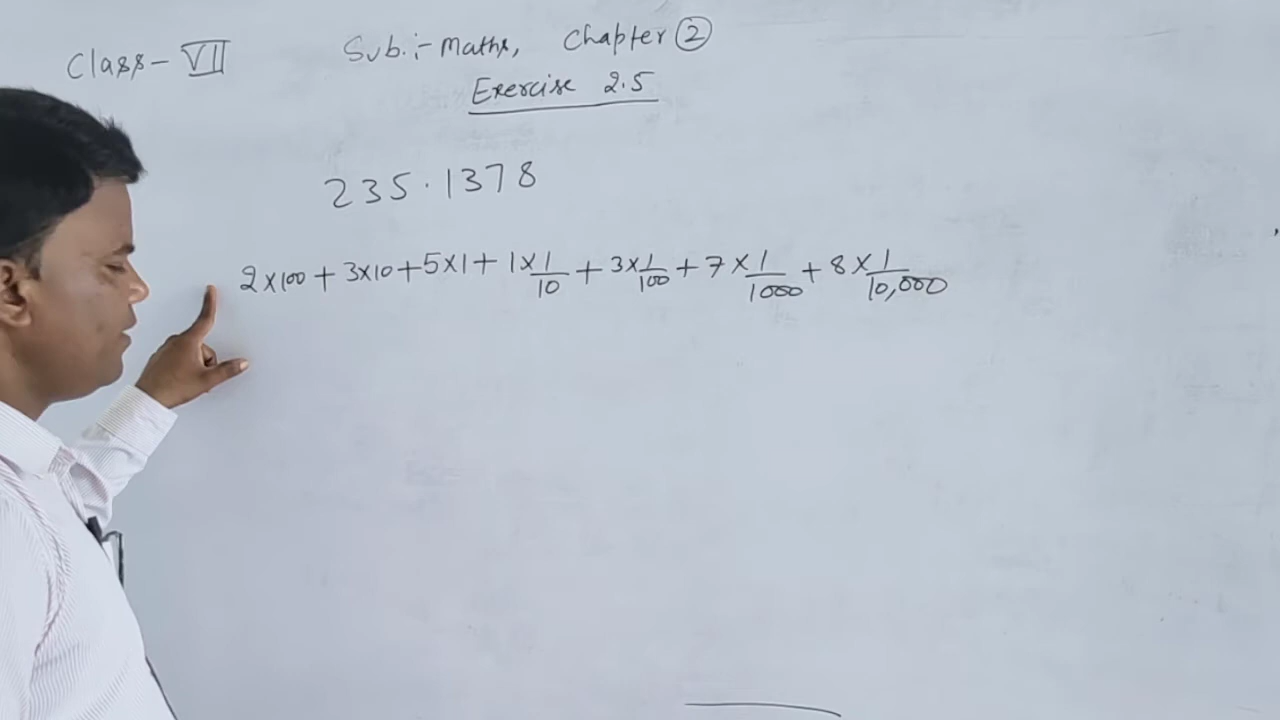 Class- VII
Sub.:- Maths, Chapter 2
Exercise 2.5
235.1378
2×100 + 3×10 + 5×1 + 1×1/10 + 3×1/100 + 7×1/1000 + 8×1/10,000